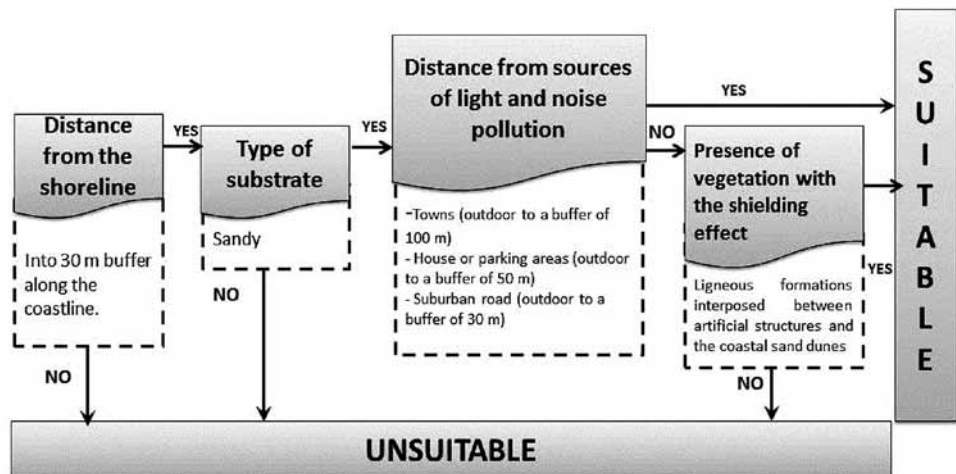 Distance
from the
shoreline
Into 30 m buffer
along the
coastline.
YES
NO
Type of
substrate
Sandy
YES
NO
Distance from sources
of light and noise
pollution
-Towns (outdoor to a buffer of
100 m)
- House or parking areas (outdoor
to a buffer of 50 m)
- Suburban road (outdoor to a
buffer of 30 m)
YES
NO
Presence of
vegetation with
the shielding
effect
Ligneous formations
interposed between
artificial structures and
the coastal sand dunes
YES
NO
SUITABLE
UNSUITABLE